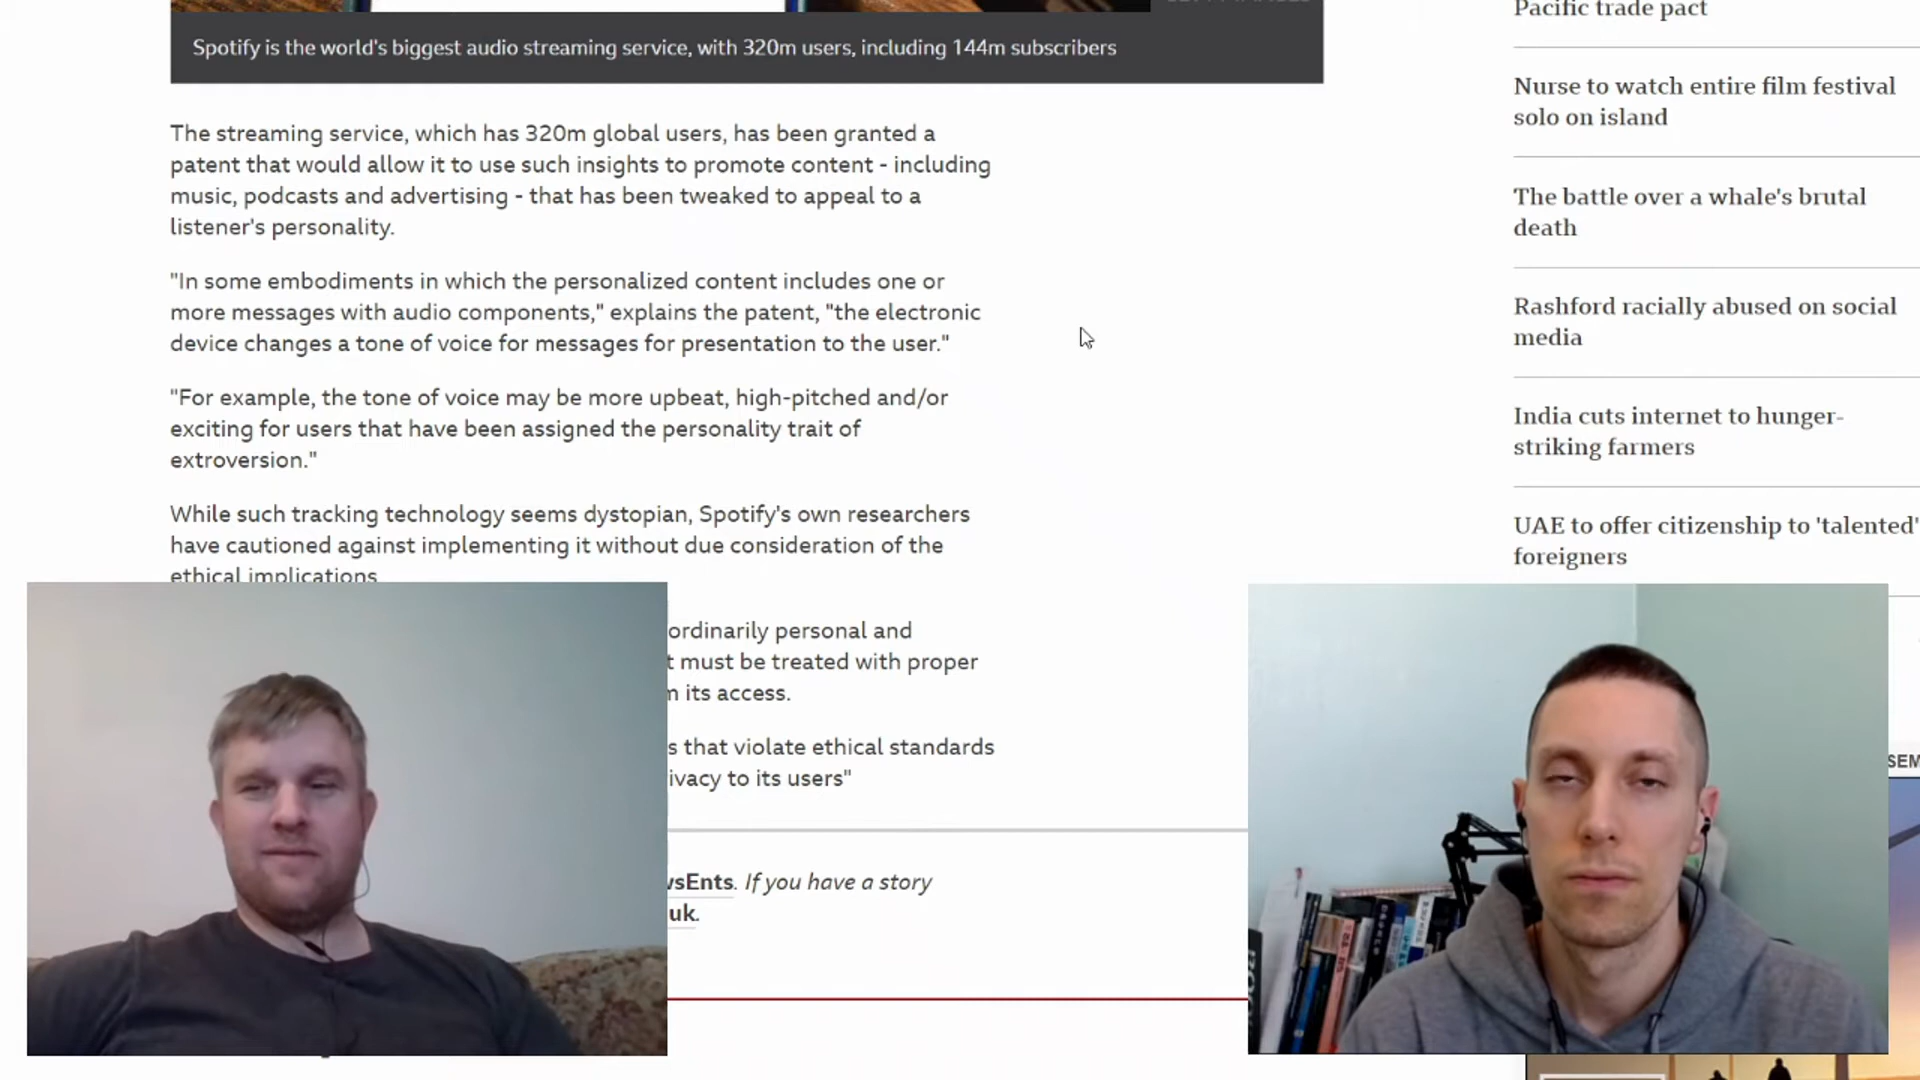 Spotify is the world's biggest audio streaming service, with 320m users, including 144m subscribers
The streaming service, which has 320m global users, has been granted a
patent that would allow it to use such insights to promote content - including
music, podcasts and advertising - that has been tweaked to appeal to a
listener's personality.
"In some embodiments in which the personalized content includes one or
more messages with audio components," explains the patent, "the electronic
device changes a tone of voice for messages for presentation to the user."
"For example, the tone of voice may be more upbeat, high-pitched and/or
exciting for users that have been assigned the personality trait of
extroversion."
While such tracking technology seems dystopian, Spotify's own researchers
have cautioned against implementing it without due consideration of the
ethical implications.
ordinarily personal and
t must be treated with proper
its access.
s that violate ethical standards
ivacy to its users"
wsEnts. If you have a story
uk.
Pacific trade pact
Nurse to watch entire film festival
solo on island
The battle over a whale's brutal
death
Rashford racially abused on social
media
India cuts internet to hunger-
striking farmers
UAE to offer citizenship to 'talented'
foreigners
SEM